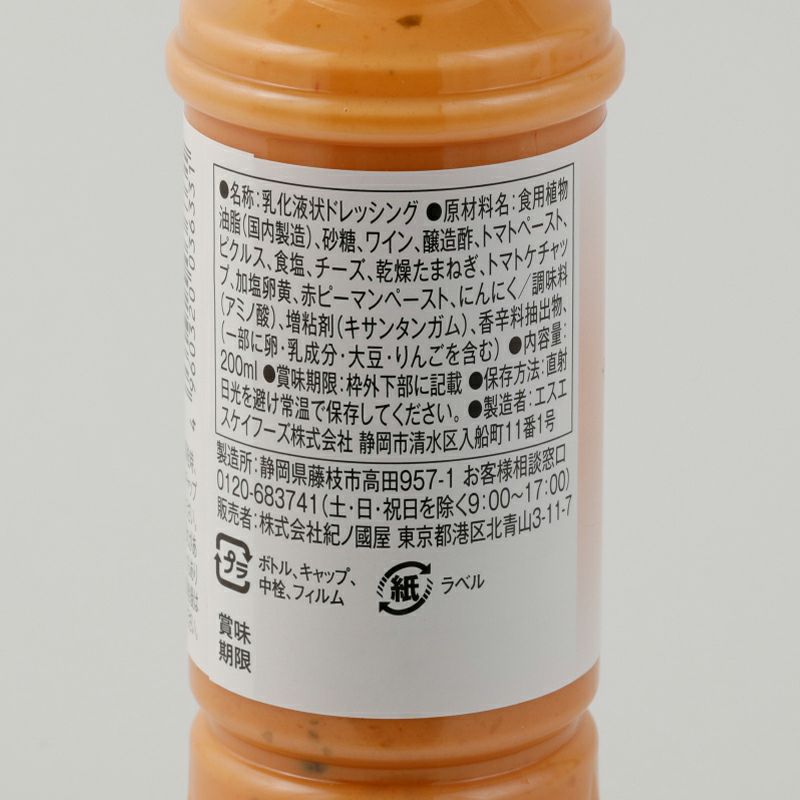 ●名称：乳化液状ドレッシング ●原材料名：食用植物
油脂（国内製造）、砂糖、ワイン、醸造酢、トマトペースト、
ピクルス、食塩、チーズ、乾燥たまねぎ、トマトケチャッ
プ、加塩卵黄、赤ピーマンペースト、にんにく／調味料
（アミノ酸）、増粘剤（キサンタンガム）、香辛料抽出物、
（一部に卵・乳成分・大豆・りんごを含む） ●内容量：
200ml ●賞味期限：枠外下部に記載 ●保存方法：直射
日光を避け常温で保存してください。 ●製造者：エスエ
スケイフーズ株式会社 静岡市清水区入船町11番1号
製造所：静岡県藤枝市高田957-1 お客様相談窓口
0120-683741（土・日・祝日を除く9：00～17：00）
販売者：株式会社紀ノ國屋 東京都港区北青山3-11-7
プラ
ボトル、キャップ、
中栓、フィルム
紙
ラベル
賞味
期限